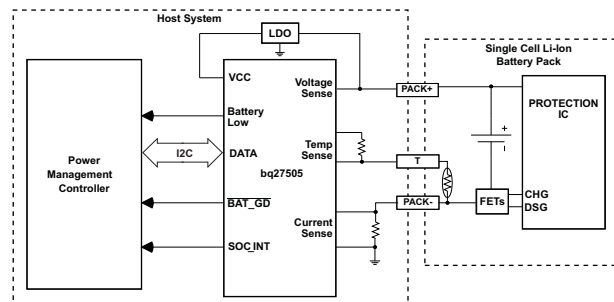 Host System
LDO
Single Cell Li-Ion
Battery Pack
VCC
Voltage
Sense
PACK+
PROTECTION
IC
Battery
Low
Temp
Sense
I2C
DATA
T
bq27505
Power
Management
Controller
BAT_GD
PACK-
FETs
CHG
DSG
Current
Sense
SOC_INT